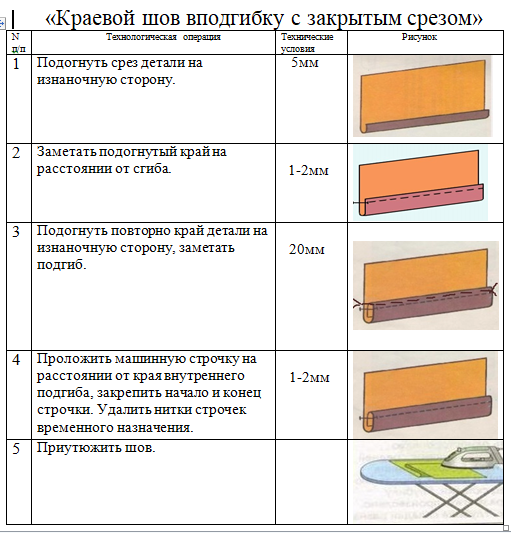 «Краевой шов вподгибку с закрытым срезом»
N п/п
Технологическая операция
Технические условия
Рисунок
1
Подогнуть срез детали на
изнаночную сторону.
5мм
2
Заметать подогнутый край на
расстоянии от сгиба.
1-2мм
3
Подогнуть повторно край детали на
изнаночную сторону, заметать
подгиб.
20мм
4
Проложить машинную строчку на
расстоянии от края внутреннего
подгиба, закрепить начало и конец
строчки. Удалить нитки строчек
временного назначения.
1-2мм
5
Приутюжить шов.